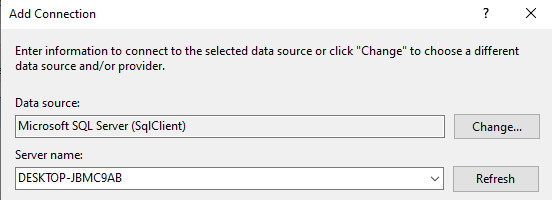 Add Connection
?
Enter information to connect to the selected data source or click "Change" to choose a different
data source and/or provider.
Data source:
Microsoft SQL Server (SqlClient)
Change...
Server name:
DESKTOP-JBMC9AB
Refresh